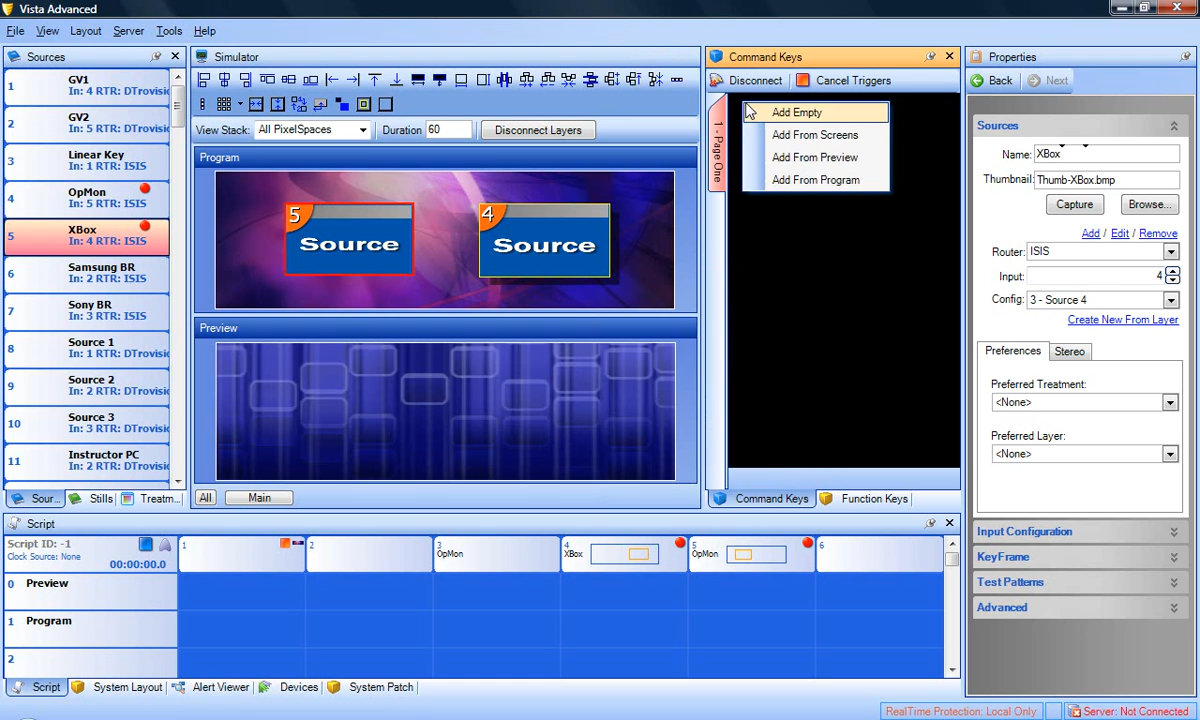 Vista Advanced
File View Layout Server Tools Help
Sources
1 GV1
In: 4 RTR: DTrovisio
2 GV2
In: 5 RTR: DTrovisio
3 Linear Key
In: 1 RTR: ISIS
4 OpMon
In: 5 RTR: ISIS
5 XBox
In: 4 RTR: ISIS
6 Samsung BR
In: 2 RTR: ISIS
7 Sony BR
In: 3 RTR: ISIS
8 Source 1
In: 1 RTR: DTrovisio
9 Source 2
In: 2 RTR: DTrovisio
10 Source 3
In: 3 RTR: DTrovisio
11 Instructor PC
In: 2 RTR: DTrovisio
Sour... Stills Treatm...
Simulator
View Stack: All PixelSpaces Duration 60 Disconnect Layers
Program
5 Source
4 Source
Preview
All Main
Command Keys
Disconnect Cancel Triggers
1 - Page One
Add Empty
Add From Screens
Add From Preview
Add From Program
Command Keys Function Keys
Properties
Back Next
Sources
Name: XBox
Thumbnail: Thumb-XBox.bmp
Capture Browse...
Add / Edit / Remove
Router: ISIS
Input: 4
Config: 3 - Source 4
Create New From Layer
Preferences Stereo
Preferred Treatment:
<None>
Preferred Layer:
<None>
Input Configuration
KeyFrame
Test Patterns
Advanced
Script
Script ID: -1
Clock Source: None
00:00:00.0
1 2 3 OpMon 4 XBox 5 OpMon 6
0 Preview
1 Program
2
Script System Layout Alert Viewer Devices System Patch
RealTime Protection: Local Only Server: Not Connected